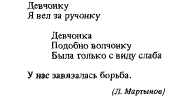 Девчонку
Я вел за ручонку
Девчонка
Подобно волчонку
Была только с виду слаба
У нас завязалась борьба.
(Л. Мартынов)